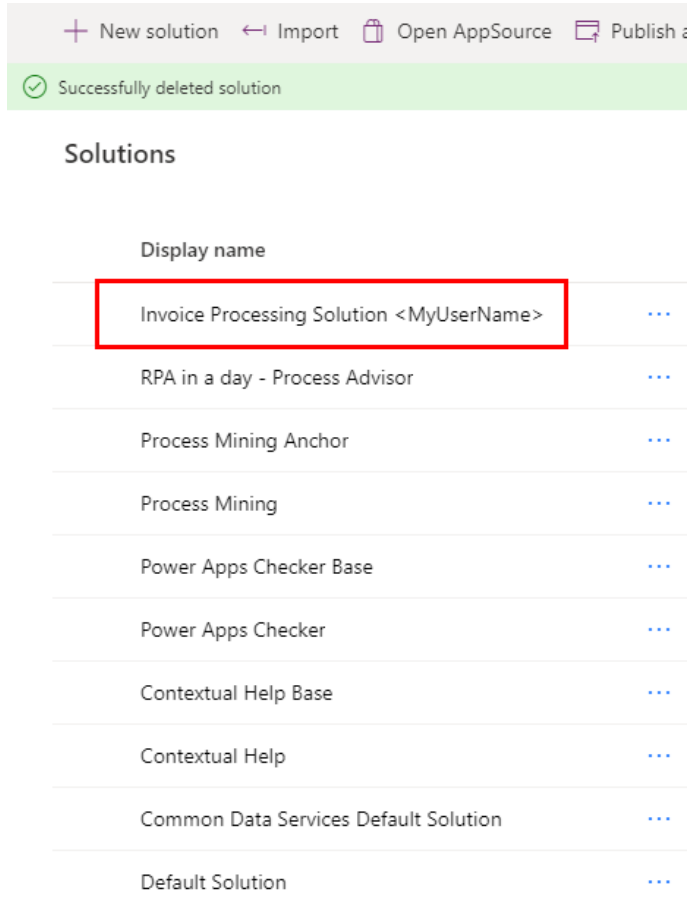 New solution Import Open AppSource Publish
Successfully deleted solution
Solutions
Display name
Invoice Processing Solution <MyUserName>
RPA in a day - Process Advisor
Process Mining Anchor
Process Mining
Power Apps Checker Base
Power Apps Checker
Contextual Help Base
Contextual Help
Common Data Services Default Solution
Default Solution